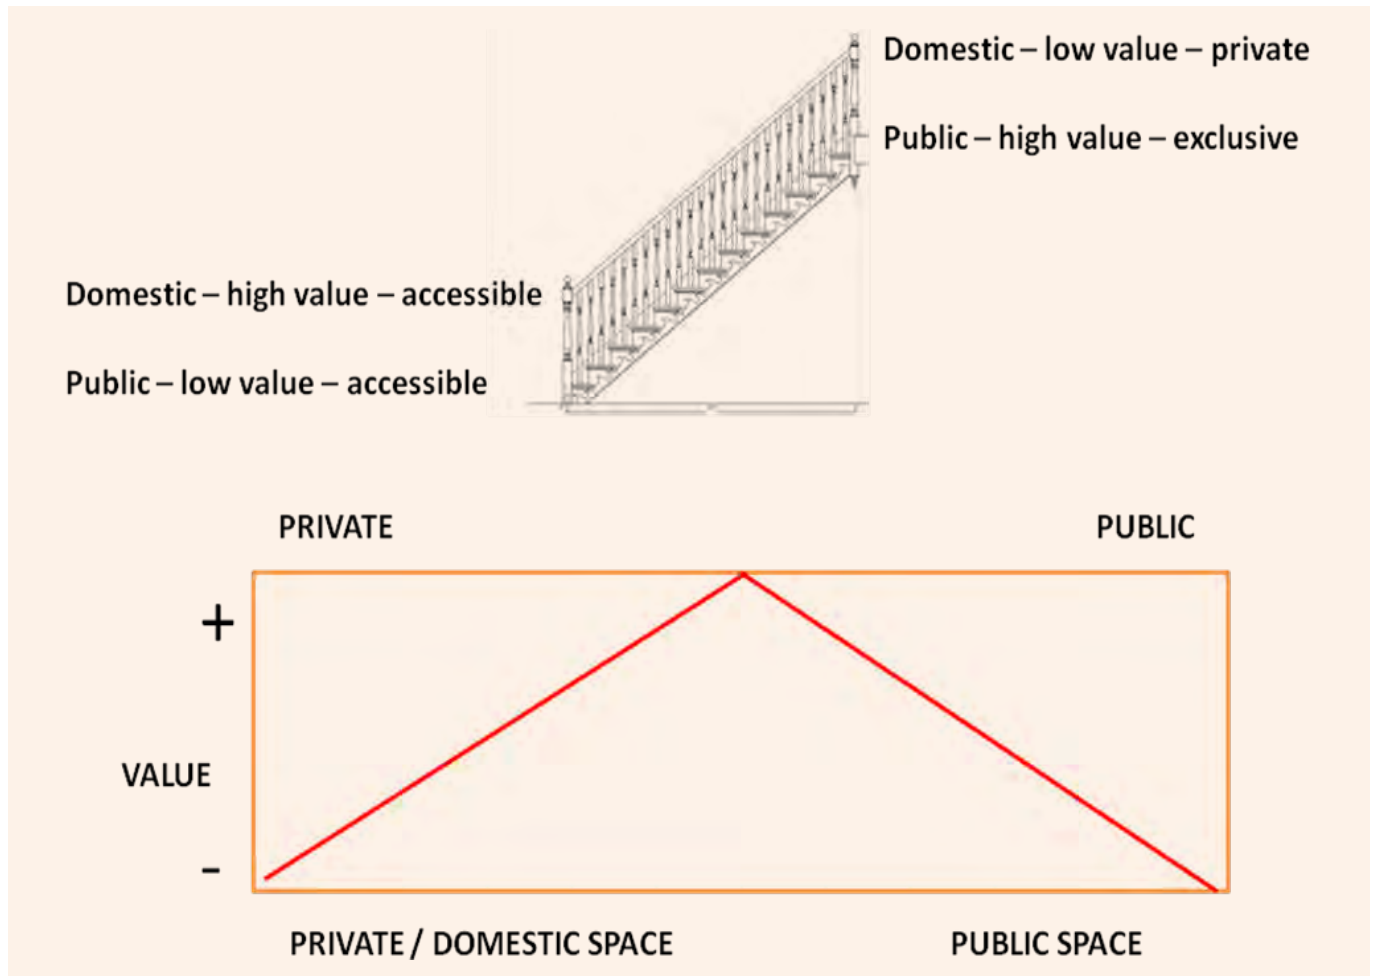 Domestic – low value – private
Public – high value – exclusive
Domestic – high value – accessible
Public – low value – accessible
PRIVATE
PUBLIC
+
VALUE
-
PRIVATE / DOMESTIC SPACE
PUBLIC SPACE